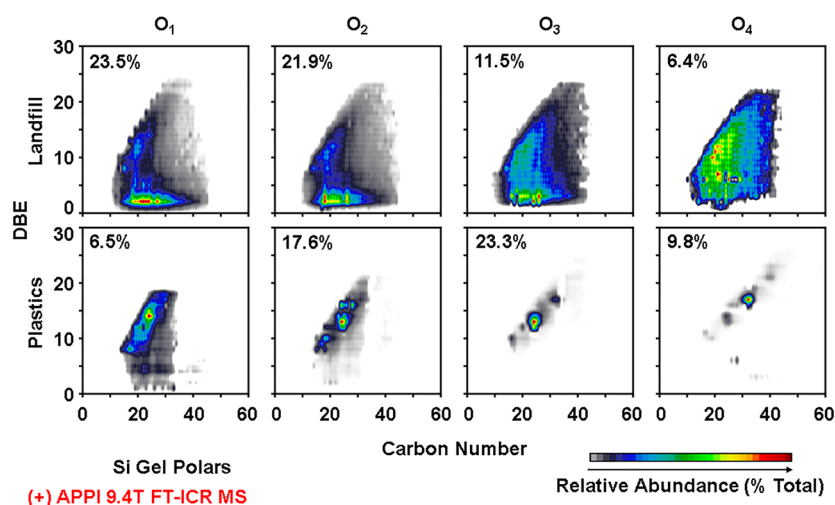 O1 O2 O3 O4
30 23.5% 21.9% 11.5% 6.4%
20
10
0
Landfill
DBE
30 6.5% 17.6% 23.3% 9.8%
20
10
0
Plastics
0 20 40 60 0 20 40 60 0 20 40 60 0 20 40 60
Carbon Number
Si Gel Polars
Relative Abundance (% Total)
(+) APPI 9.4T FT-ICR MS